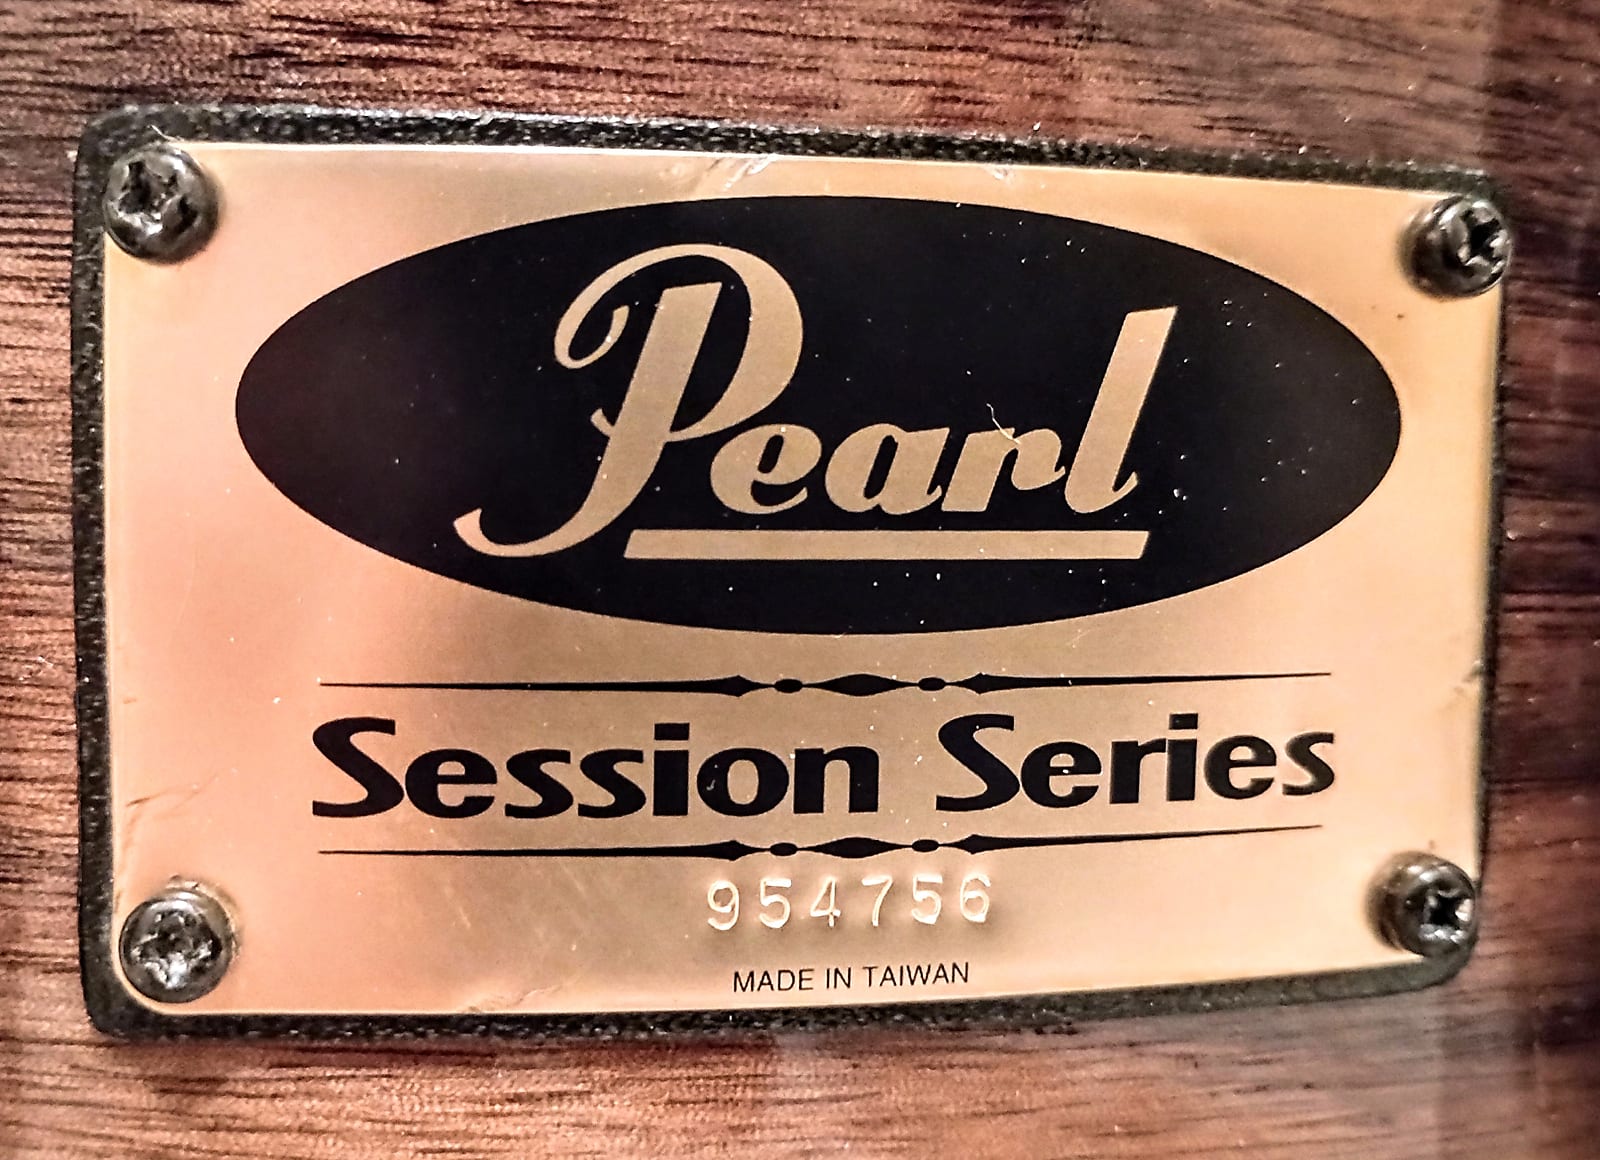 Pearl
Session Series
954756
MADE IN TAIWAN